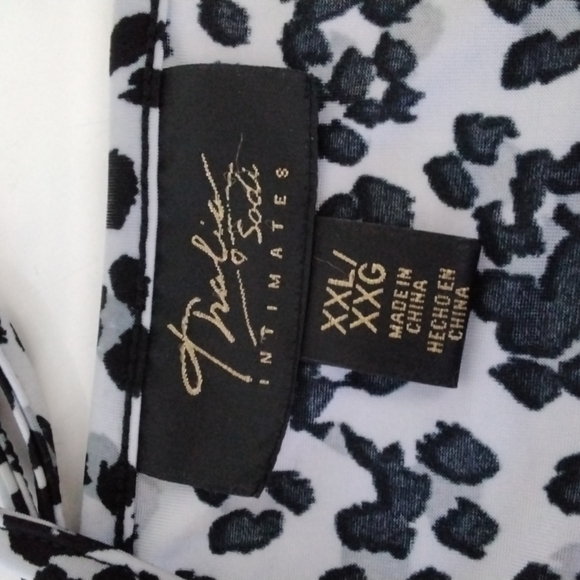 Thalia
Sodi
INTIMATES
XXL/
XXG
MADE IN
CHINA
HECHO EN
CHINA